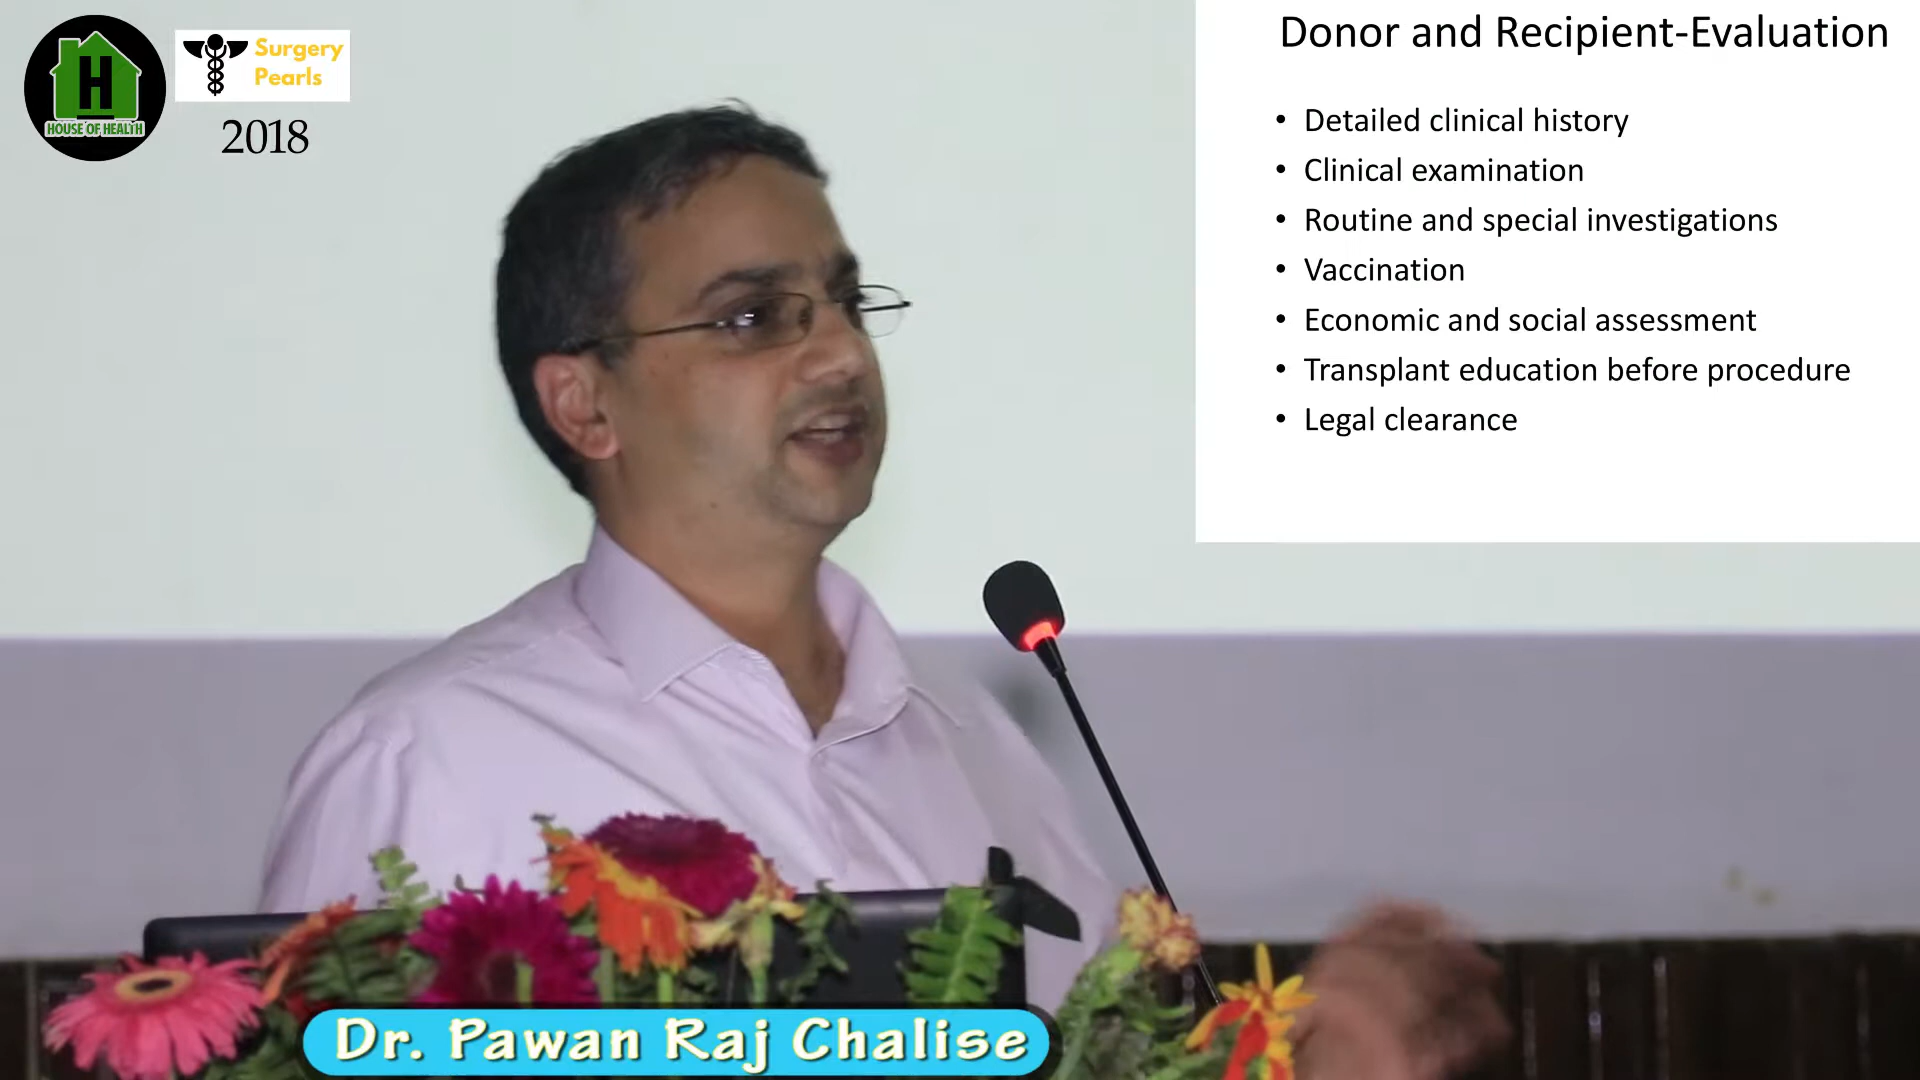 HOUSE OF HEALTH
H
Surgery
Pearls
2018
Donor and Recipient-Evaluation
• Detailed clinical history
• Clinical examination
• Routine and special investigations
• Vaccination
• Economic and social assessment
• Transplant education before procedure
• Legal clearance
Dr. Pawan Raj Chalise